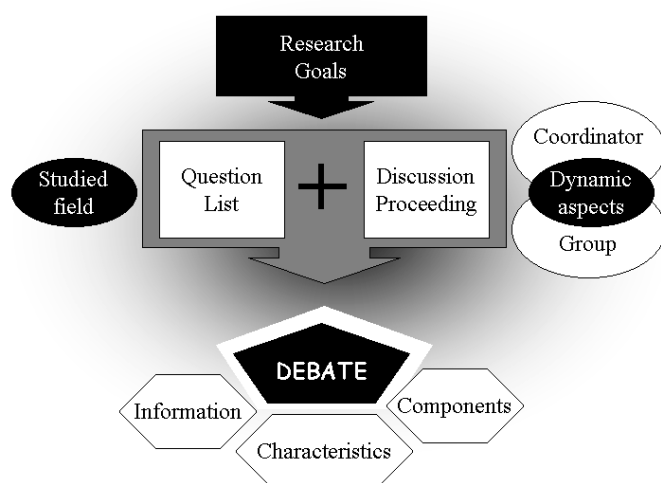 Research
Goals
Studied
field
Question
List
+
Discussion
Proceeding
Coordinator
Dynamic
aspects
Group
DEBATE
Information
Characteristics
Components